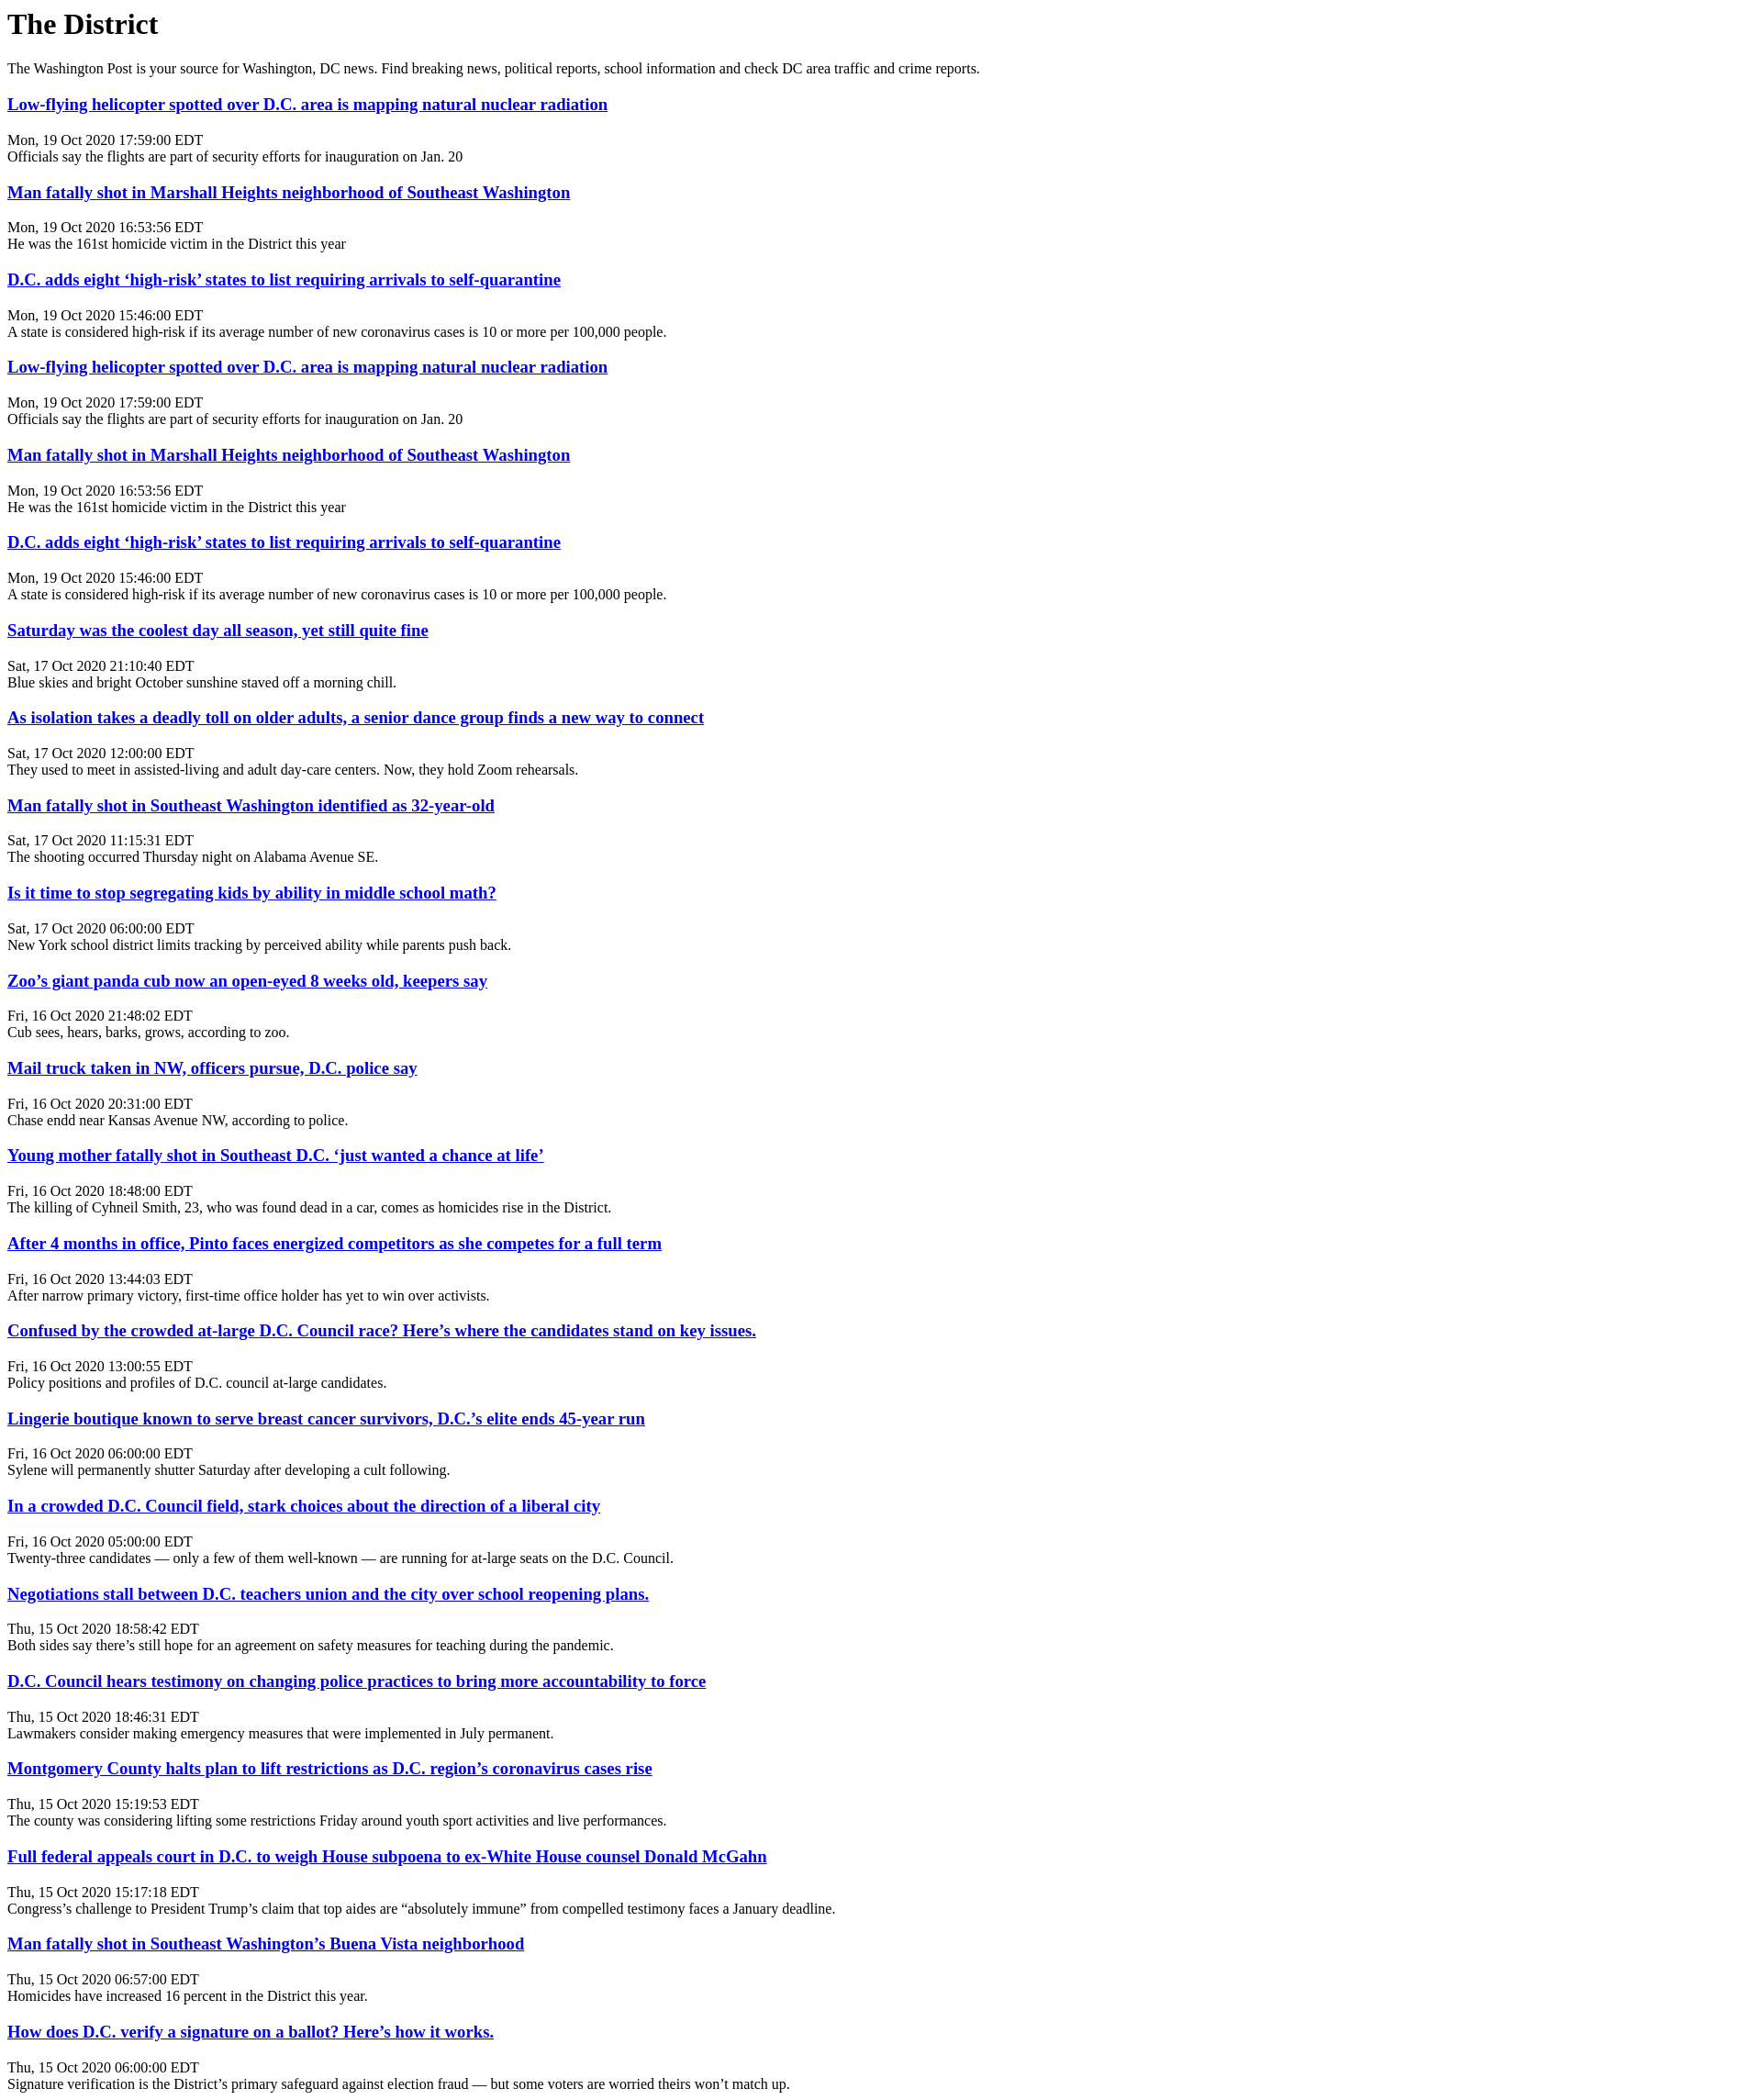 The District
The Washington Post is your source for Washington, DC news. Find breaking news, political reports, school information and check DC area traffic and crime reports.
Low-flying helicopter spotted over D.C. area is mapping natural nuclear radiation
Mon, 19 Oct 2020 17:59:00 EDT
Officials say the flights are part of security efforts for inauguration on Jan. 20
Man fatally shot in Marshall Heights neighborhood of Southeast Washington
Mon, 19 Oct 2020 16:53:56 EDT
He was the 161st homicide victim in the District this year
D.C. adds eight ‘high-risk’ states to list requiring arrivals to self-quarantine
Mon, 19 Oct 2020 15:46:00 EDT
A state is considered high-risk if its average number of new coronavirus cases is 10 or more per 100,000 people.
Low-flying helicopter spotted over D.C. area is mapping natural nuclear radiation
Mon, 19 Oct 2020 17:59:00 EDT
Officials say the flights are part of security efforts for inauguration on Jan. 20
Man fatally shot in Marshall Heights neighborhood of Southeast Washington
Mon, 19 Oct 2020 16:53:56 EDT
He was the 161st homicide victim in the District this year
D.C. adds eight ‘high-risk’ states to list requiring arrivals to self-quarantine
Mon, 19 Oct 2020 15:46:00 EDT
A state is considered high-risk if its average number of new coronavirus cases is 10 or more per 100,000 people.
Saturday was the coolest day all season, yet still quite fine
Sat, 17 Oct 2020 21:10:40 EDT
Blue skies and bright October sunshine staved off a morning chill.
As isolation takes a deadly toll on older adults, a senior dance group finds a new way to connect
Sat, 17 Oct 2020 12:00:00 EDT
They used to meet in assisted-living and adult day-care centers. Now, they hold Zoom rehearsals.
Man fatally shot in Southeast Washington identified as 32-year-old
Sat, 17 Oct 2020 11:15:31 EDT
The shooting occurred Thursday night on Alabama Avenue SE.
Is it time to stop segregating kids by ability in middle school math?
Sat, 17 Oct 2020 06:00:00 EDT
New York school district limits tracking by perceived ability while parents push back.
Zoo’s giant panda cub now an open-eyed 8 weeks old, keepers say
Fri, 16 Oct 2020 21:48:02 EDT
Cub sees, hears, barks, grows, according to zoo.
Mail truck taken in NW, officers pursue, D.C. police say
Fri, 16 Oct 2020 20:31:00 EDT
Chase endd near Kansas Avenue NW, according to police.
Young mother fatally shot in Southeast D.C. ‘just wanted a chance at life’
Fri, 16 Oct 2020 18:48:00 EDT
The killing of Cyhneil Smith, 23, who was found dead in a car, comes as homicides rise in the District.
After 4 months in office, Pinto faces energized competitors as she competes for a full term
Fri, 16 Oct 2020 13:44:03 EDT
After narrow primary victory, first-time office holder has yet to win over activists.
Confused by the crowded at-large D.C. Council race? Here’s where the candidates stand on key issues.
Fri, 16 Oct 2020 13:00:55 EDT
Policy positions and profiles of D.C. council at-large candidates.
Lingerie boutique known to serve breast cancer survivors, D.C.’s elite ends 45-year run
Fri, 16 Oct 2020 06:00:00 EDT
Sylene will permanently shutter Saturday after developing a cult following.
In a crowded D.C. Council field, stark choices about the direction of a liberal city
Fri, 16 Oct 2020 05:00:00 EDT
Twenty-three candidates — only a few of them well-known — are running for at-large seats on the D.C. Council.
Negotiations stall between D.C. teachers union and the city over school reopening plans.
Thu, 15 Oct 2020 18:58:42 EDT
Both sides say there’s still hope for an agreement on safety measures for teaching during the pandemic.
D.C. Council hears testimony on changing police practices to bring more accountability to force
Thu, 15 Oct 2020 18:46:31 EDT
Lawmakers consider making emergency measures that were implemented in July permanent.
Montgomery County halts plan to lift restrictions as D.C. region’s coronavirus cases rise
Thu, 15 Oct 2020 15:19:53 EDT
The county was considering lifting some restrictions Friday around youth sport activities and live performances.
Full federal appeals court in D.C. to weigh House subpoena to ex-White House counsel Donald McGahn
Thu, 15 Oct 2020 15:17:18 EDT
Congress’s challenge to President Trump’s claim that top aides are “absolutely immune” from compelled testimony faces a January deadline.
Man fatally shot in Southeast Washington’s Buena Vista neighborhood
Thu, 15 Oct 2020 06:57:00 EDT
Homicides have increased 16 percent in the District this year.
How does D.C. verify a signature on a ballot? Here’s how it works.
Thu, 15 Oct 2020 06:00:00 EDT
Signature verification is the District’s primary safeguard against election fraud — but some voters are worried theirs won’t match up.